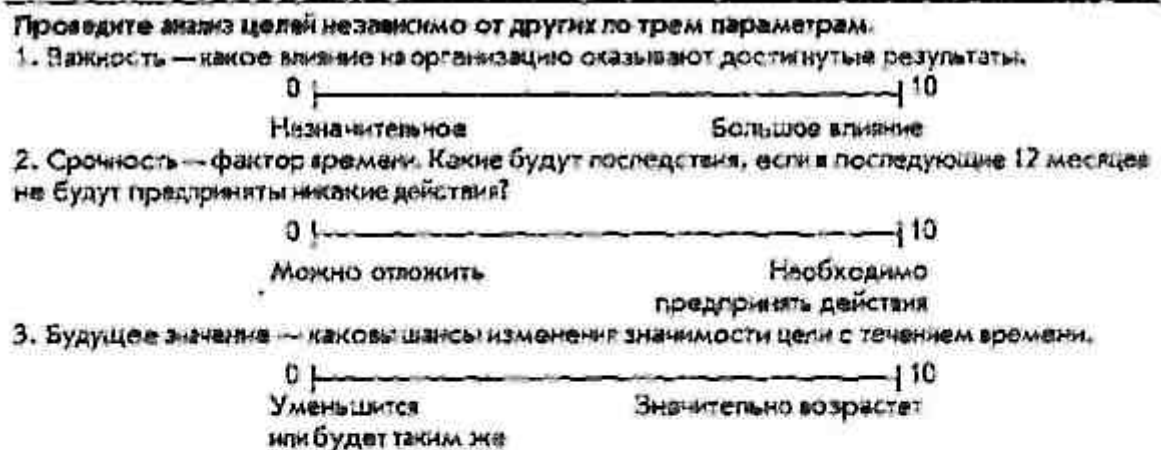 Проведите анализ целей независимо от других по трем параметрам.
1. Важность — какое влияние на организацию оказывают достигнутые результаты.
0 10
Незначительное Большое влияние
2. Срочность — фактор времени. Какие будут последствия, если в последующие 12 месяцев
не будут предприняты никакие действия?
0 10
Можно отложить Необходимо
предпринять действия
3. Будущее значение — каковы шансы изменения значимости цели с течением времени.
0 10
Уменьшится Значительно возрастет
или будет таким же